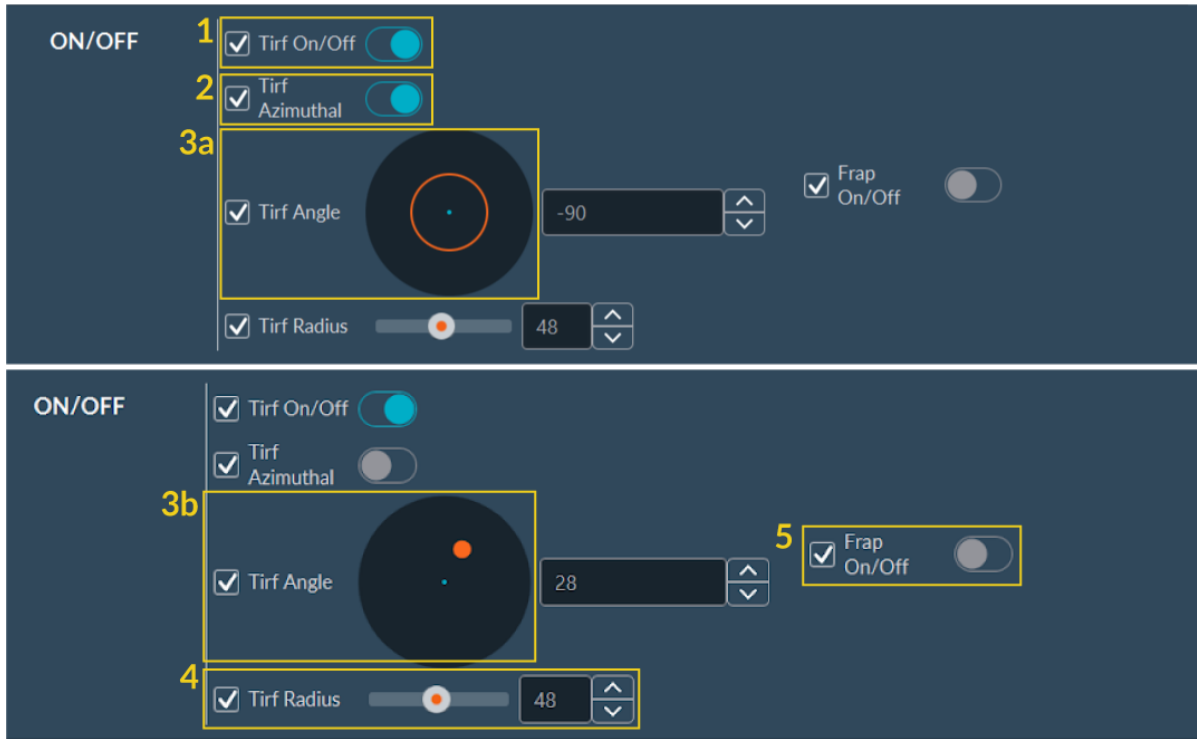 ON/OFF
1
Tirf On/Off
2
Tirf
Azimuthal
3a
Tirf Angle
-90
Frap
On/Off
Tirf Radius
48
ON/OFF
Tirf On/Off
Tirf
Azimuthal
3b
Tirf Angle
28
5
Frap
On/Off
4
Tirf Radius
48